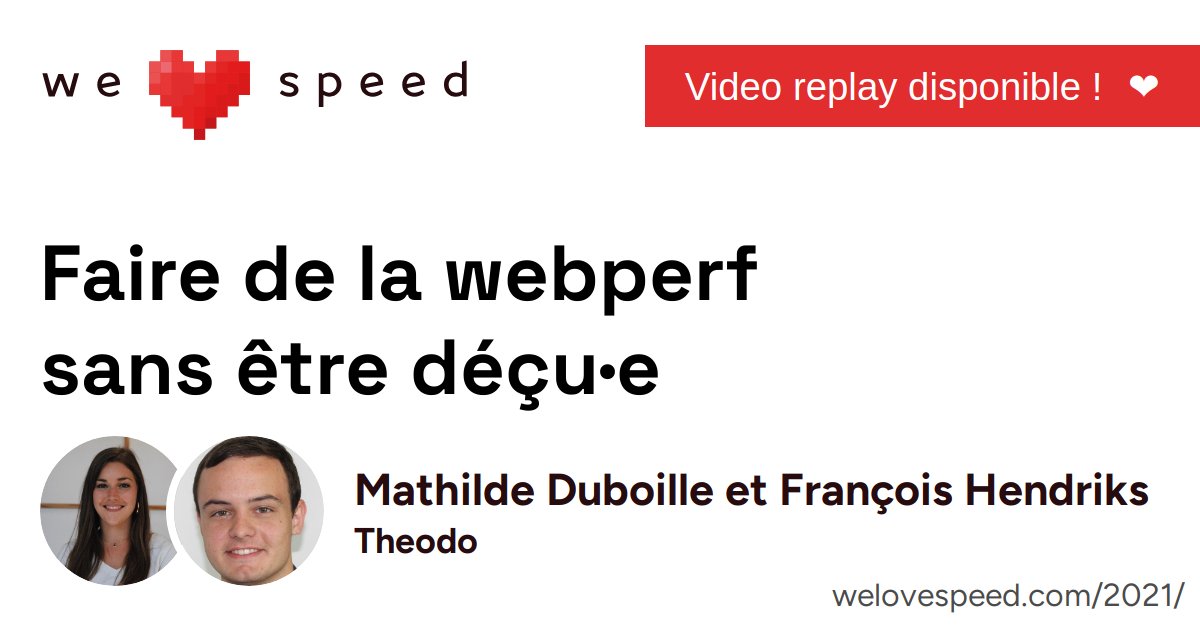 we ❤ speed
Video replay disponible ! ❤
Faire de la webperf
sans être déçu·e
Mathilde Duboille et François Hendriks
Theodo
welovespeed.com/2021/